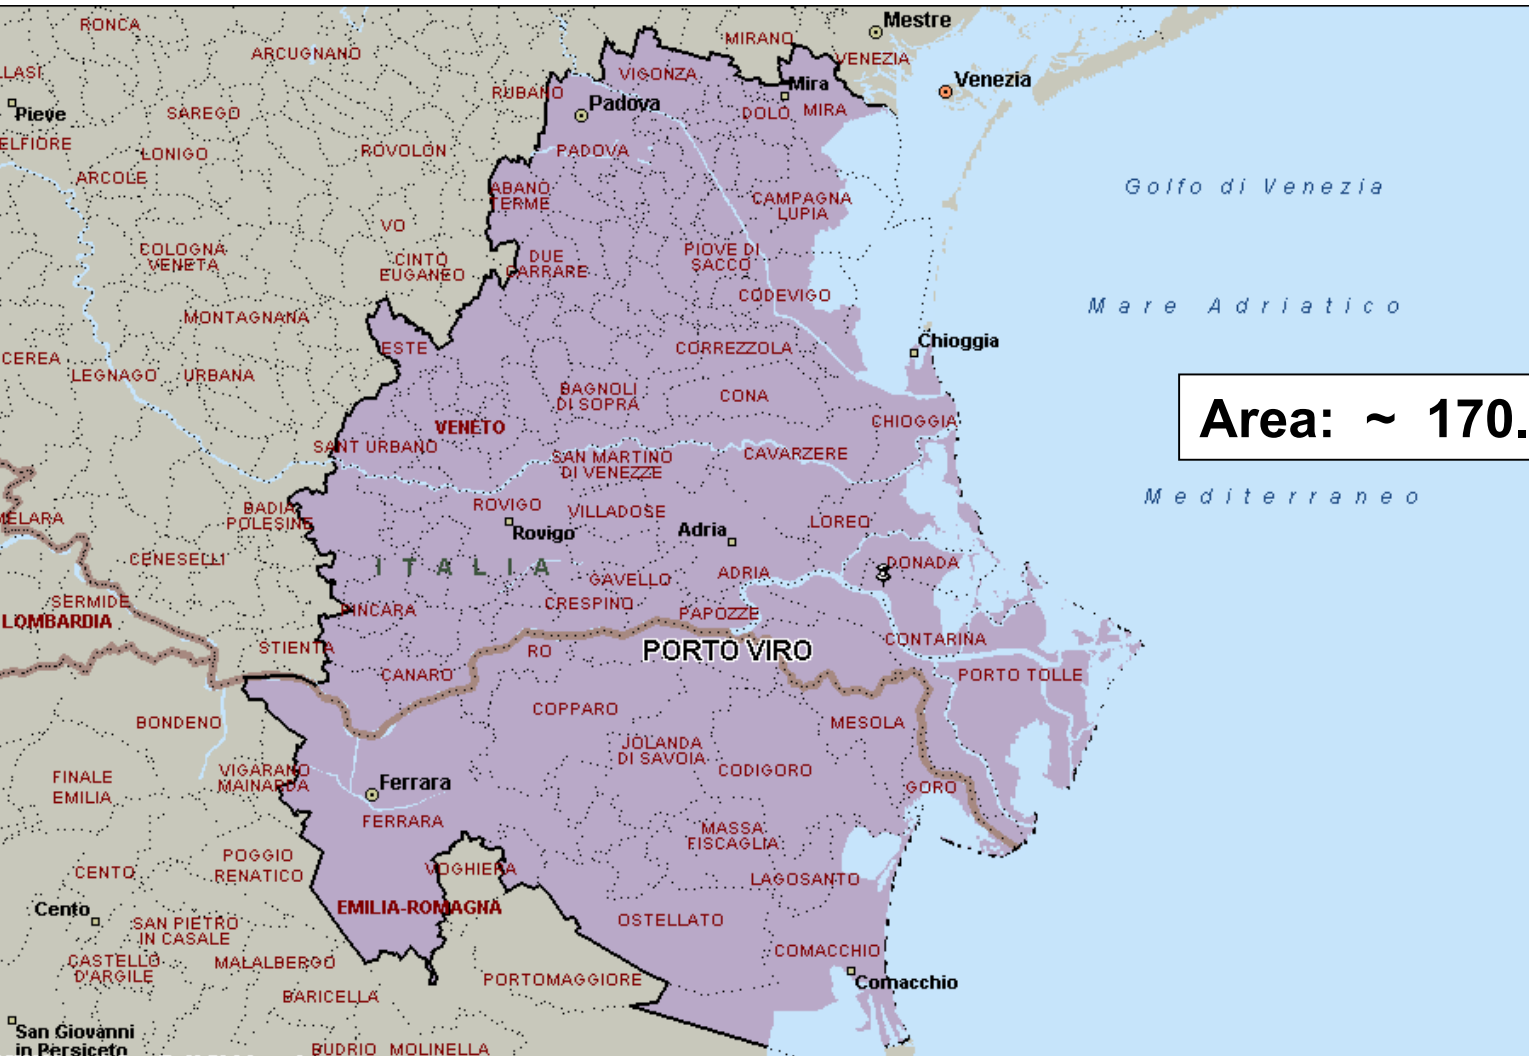 RONCA
Mestre
MIRANO
ARCUGNANO
VENEZIA
VIGONZA
Mira
Venezia
RUBANO
Padova
DOLO
MIRA
Pieve
SAREGO
ELFIORE
LONIGO
ROVOLON
PADOVA
ARCOLE
ABANO
TERME
Golfo di Venezia
CAMPAGNA
LUPIA
VO
COLOGNA
VENETA
CINTO
EUGANEO
DUE
CARRARE
PIOVE DI
SACCO
CODEVIGO
Mare Adriatico
MONTAGNANA
Chioggia
ESTE
CORREZZOLA
CEREA
LEGNAGO
URBANA
BAGNOLI
DI SOPRA
CONA
Area: ~ 170.
VENETO
CHIOGGIA
SANT URBANO
SAN MARTINO
DI VENEZZE
CAVARZERE
Mediterraneo
BADIA
POLESINE
ROVIGO
VILLADOSE
MELARA
Rovigo
Adria
LOREO
CENESELLI
ITALIA
GAVELLO
ADRIA
DONADA
SERMIDE
LOMBARDIA
PINCARA
CRESPINO
PAPOZZE
STIENTA
RO
PORTO VIRO
CONTARINA
CANARO
PORTO TOLLE
BONDENO
COPPARO
MESOLA
JOLANDA
DI SAVOIA
FINALE
EMILIA
VIGARANO
MAINARDA
Ferrara
CODIGORO
GORO
FERRARA
MASSA
FISCAGLIA
CENTO
POGGIO
RENATICO
VOGHIERA
LAGOSANTO
Cento
EMILIA-ROMAGNA
SAN PIETRO
IN CASALE
OSTELLATO
CASTELLO
D'ARGILE
MALALBERGO
COMACCHIO
PORTOMAGGIORE
Comacchio
BARICELLA
San Giovanni
in Persiceto
BUDRIO
MOLINELLA